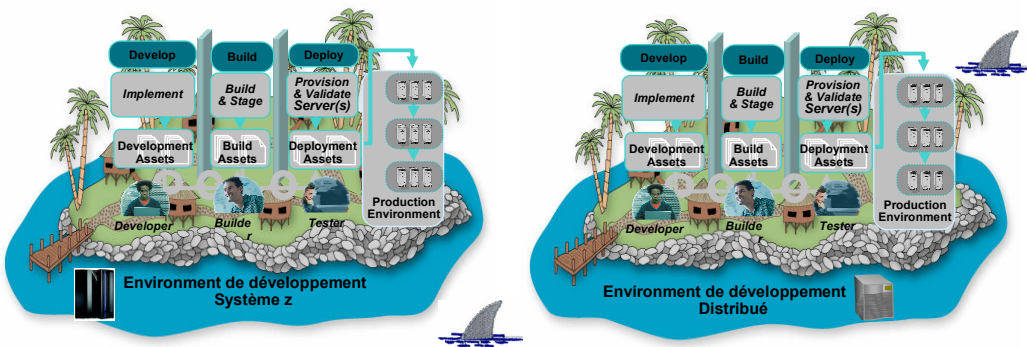 Develop
Build
Deploy
Implement
Build
& Stage
Provision
& Validate
Server(s)
Development
Assets
Build
Assets
Deployment
Assets
Production
Environment
Developer
Builde
r
Tester
Environment de développement
Système z
Develop
Build
Deploy
Implement
Build
& Stage
Provision
& Validate
Server(s)
Development
Assets
Build
Assets
Deployment
Assets
Production
Environment
Developer
Builde
r
Tester
Environment de développement
Distribué